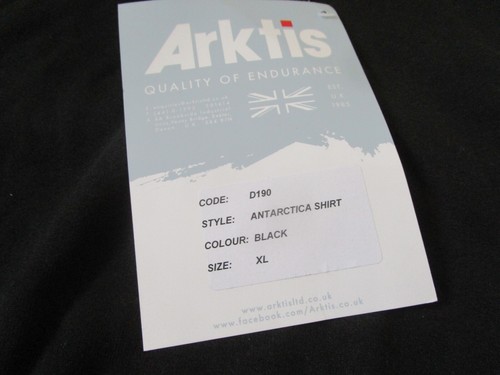 Arktis
QUALITY OF ENDURANCE
EST.
U.K.
CODE: D190
STYLE: ANTARCTICA SHIRT
COLOUR: BLACK
SIZE: XL
www.arktisltd.co.uk
www.facebook.com/Arktis.co.uk